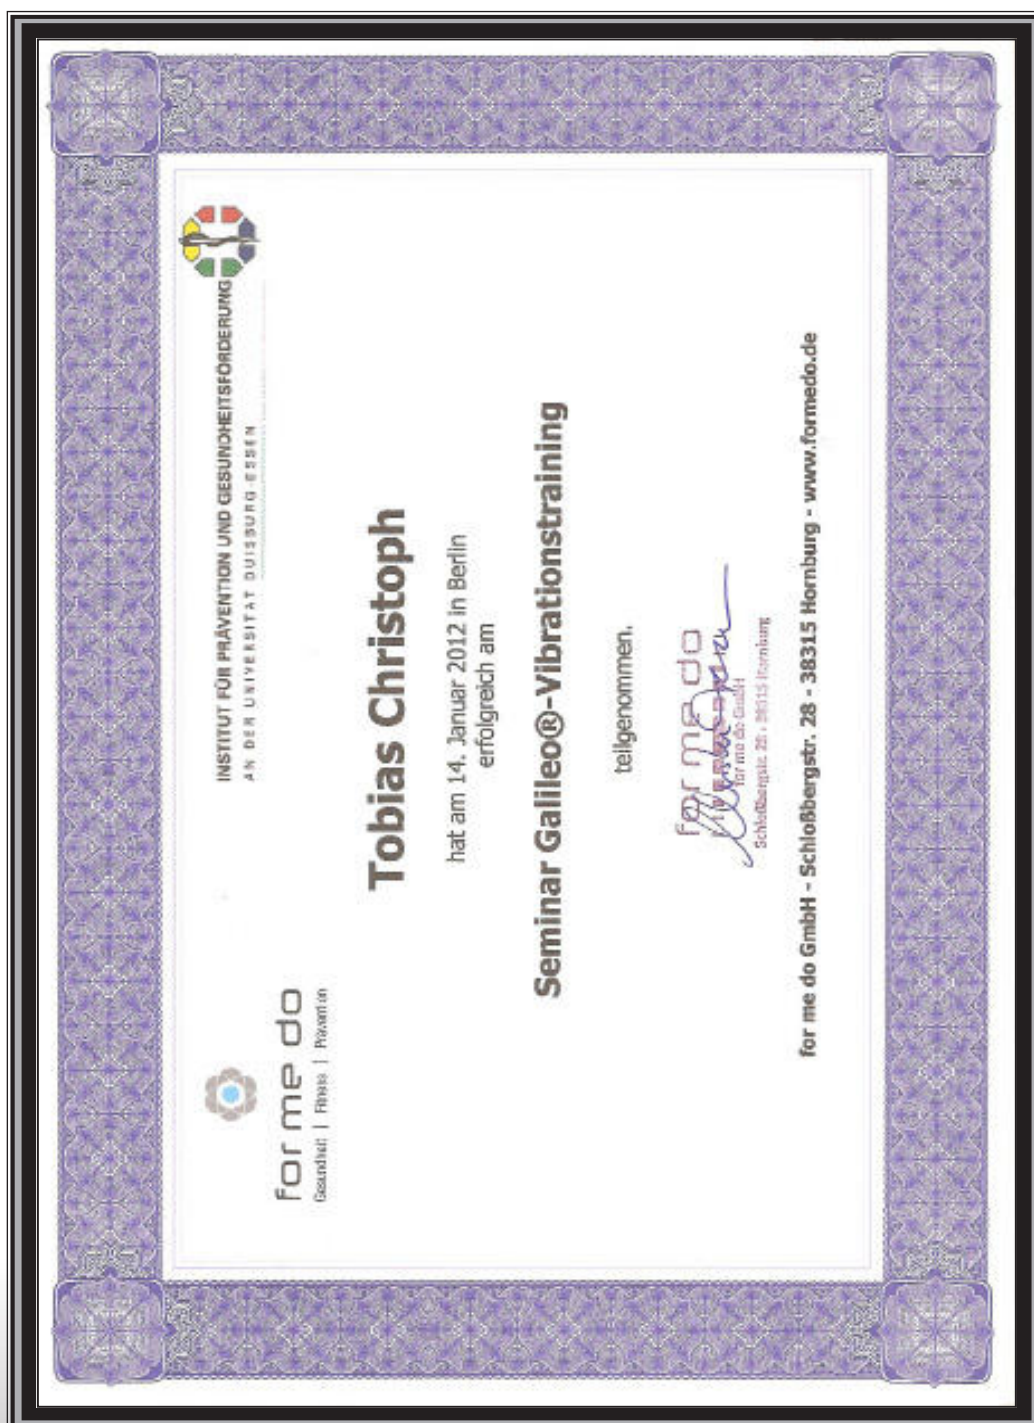 for me do
Gesundheit | Fitness | Prävention
INSTITUT FÜR PRÄVENTION UND GESUNDHEITSFÖRDERUNG
AN DER UNIVERSITÄT DUISBURG-ESSEN
Tobias Christoph
hat am 14. Januar 2012 in Berlin
erfolgreich am
Seminar Galileo®-Vibrationstraining
teilgenommen.
for me do
for me do GmbH
Schloßbergstr. 28 - 38315 Hornburg
for me do GmbH - Schloßbergstr. 28 - 38315 Hornburg - www.formedo.de